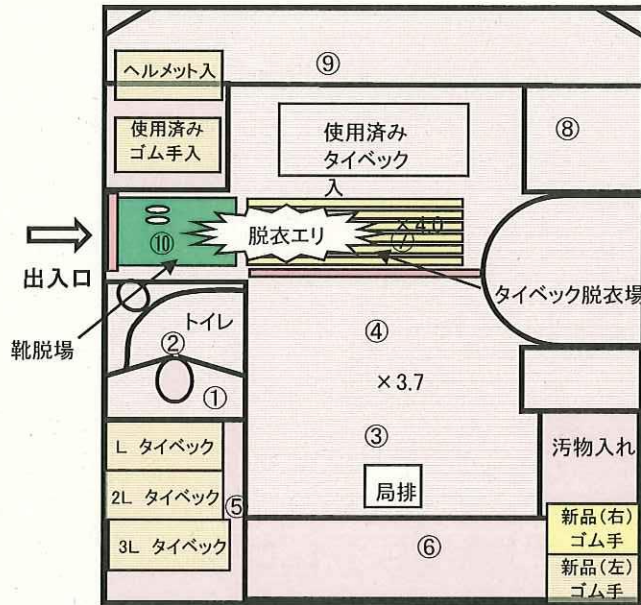 ⑨
ヘルメット入
使用済み
ゴム手入
使用済み
タイベック
入
⑧
⑩
脱衣エリ
×4.0
⑦
出入口
タイベック脱衣場
靴脱場
トイレ
②
①
④
×3.7
③
局排
L タイベック
2L タイベック
3L タイベック
⑤
⑥
汚物入れ
新品(右)
ゴム手
新品(左)
ゴム手